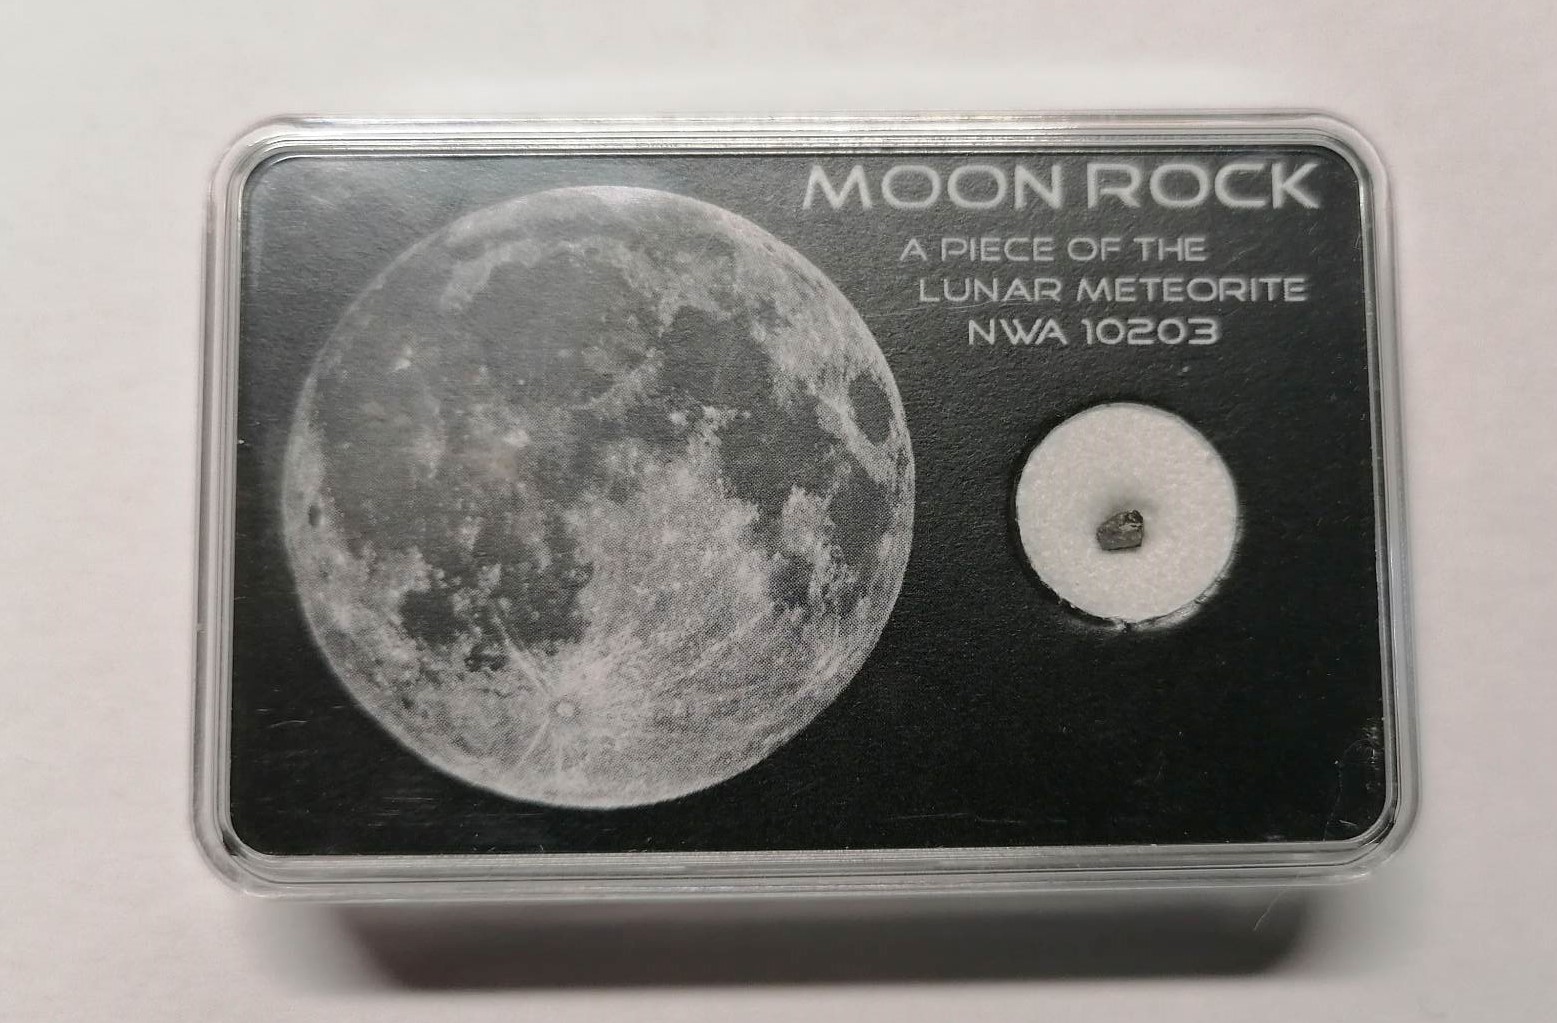 MOON ROCK
A PIECE OF THE
LUNAR METEORITE
NWA 10203